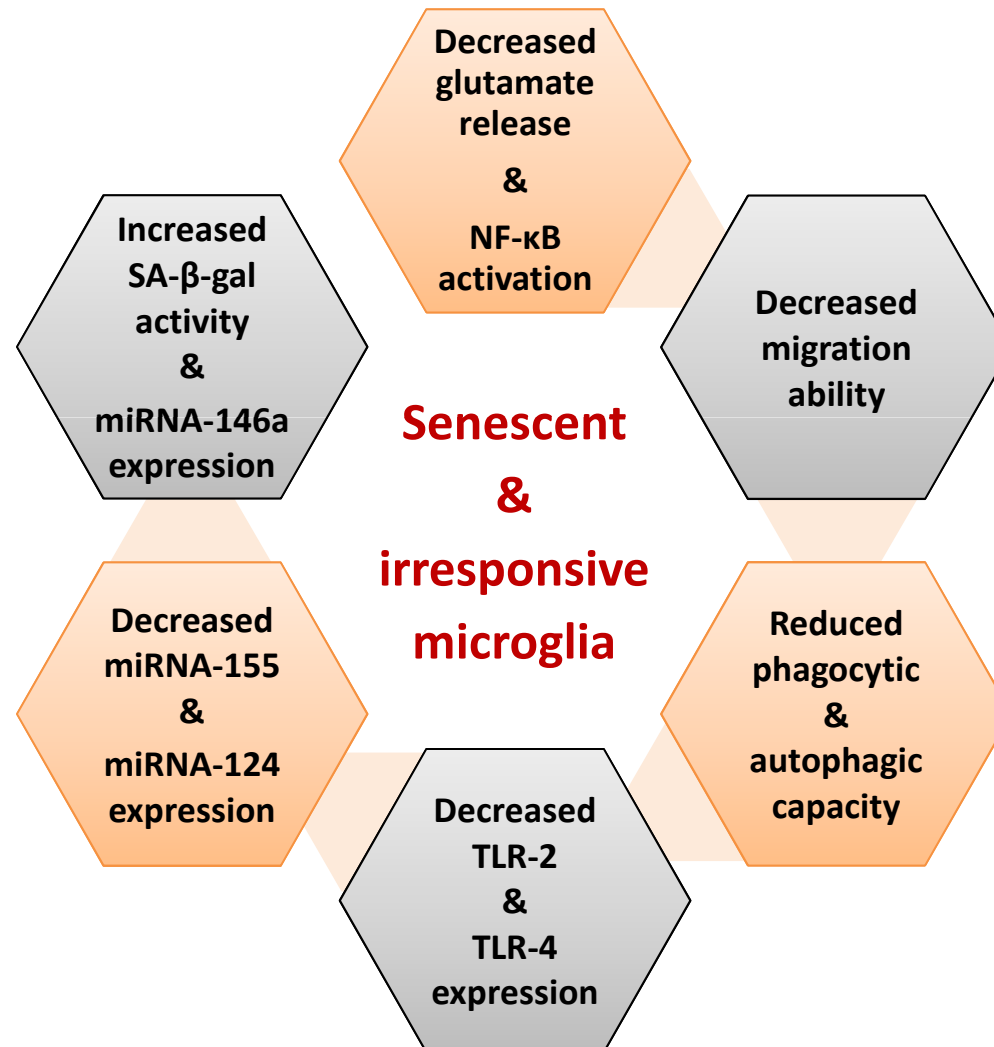 Decreased
glutamate
release
&
NF-κB
activation
Decreased
migration
ability
Reduced
phagocytic
&
autophagic
capacity
Decreased
TLR-2
&
TLR-4
expression
Decreased
miRNA-155
&
miRNA-124
expression
Increased
SA-β-gal
activity
&
miRNA-146a
expression
Senescent
&
irresponsive
microglia